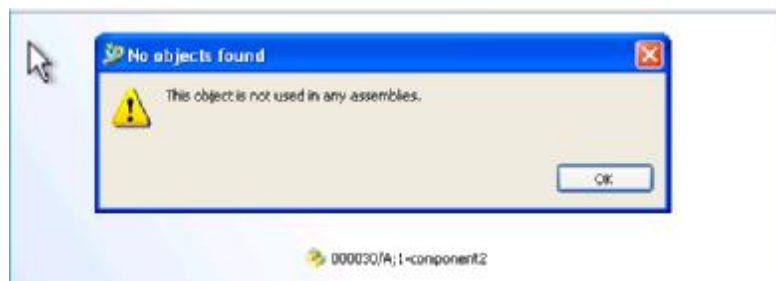 No objects found
This object is not used in any assemblies.
OK
000030/A;1-component2